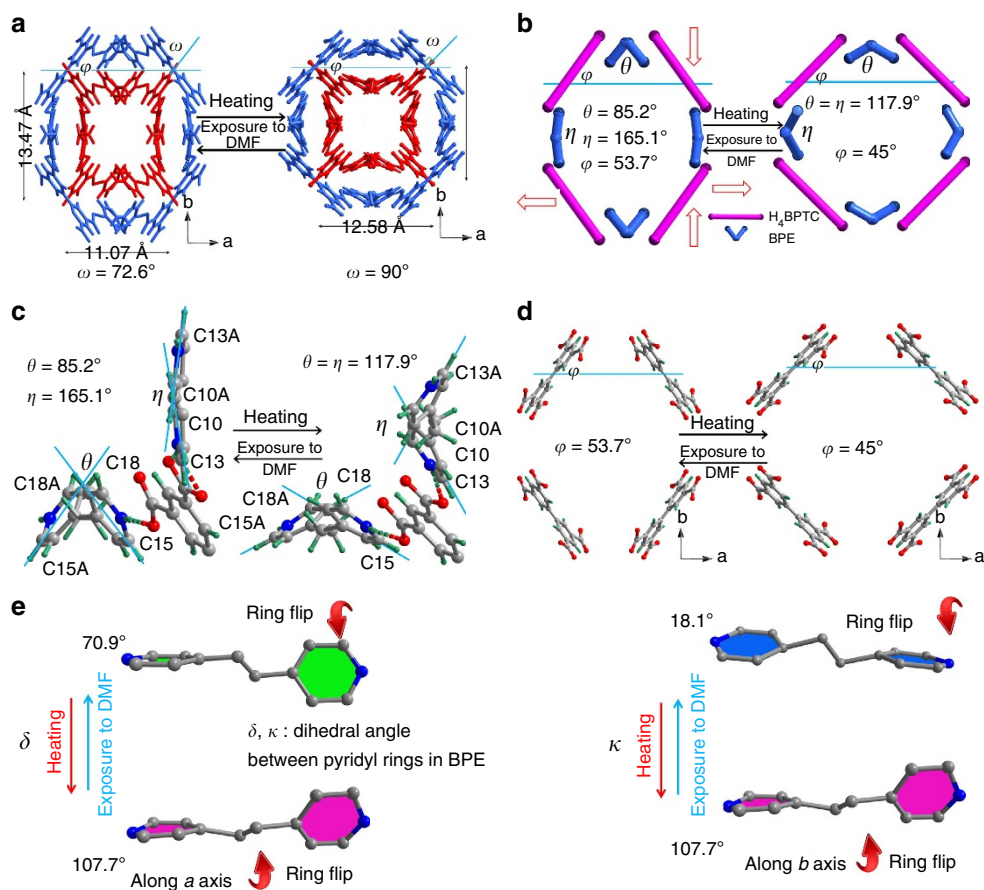 a
ω
φ
13.47 Å
11.07 Å
ω = 72.6°
Heating
Exposure to
DMF
ω
φ
12.58 Å
ω = 90°
b
a
b
φ
θ
θ = 85.2°
η = 165.1°
φ = 53.7°
η
Heating
Exposure to
DMF
φ
θ
θ = η = 117.9°
η
φ = 45°
b
a
H₄BPTC
BPE
c
θ = 85.2°
η = 165.1°
C13A
η
C10A
C10
C13
θ
C18
C18A
C15
C15A
Heating
Exposure to
DMF
θ = η = 117.9°
C13A
η
C10A
C10
C13
θ
C18
C18A
C15A
C15
d
φ
φ = 53.7°
Heating
Exposure to
DMF
φ
φ = 45°
b
a
b
a
e
Ring flip
70.9°
δ
Heating
Exposure to DMF
δ, κ : dihedral angle
between pyridyl rings in BPE
107.7°
Along a axis
Ring flip
18.1°
Ring flip
κ
Heating
Exposure to DMF
107.7°
Along b axis
Ring flip